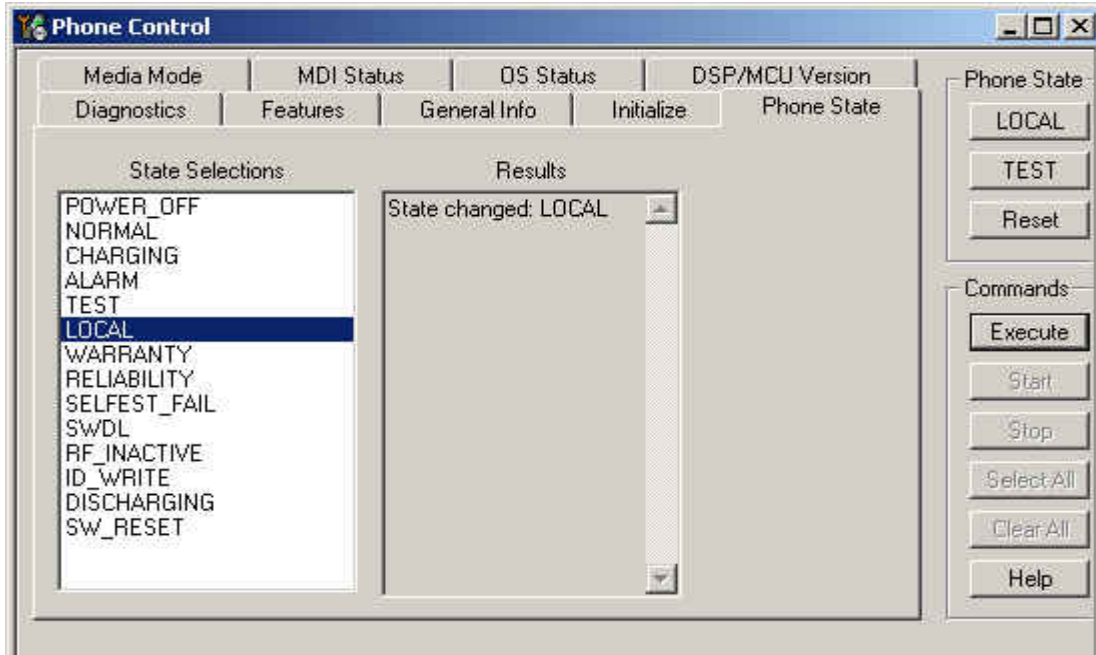 Phone Control
Media Mode
MDI Status
OS Status
DSP/MCU Version
Diagnostics
Features
General Info
Initialize
Phone State
State Selections
POWER_OFF
NORMAL
CHARGING
ALARM
TEST
LOCAL
WARRANTY
RELIABILITY
SELFEST_FAIL
SWDL
RF_INACTIVE
ID_WRITE
DISCHARGING
SW_RESET
Results
State changed: LOCAL
Phone State
LOCAL
TEST
Reset
Commands
Execute
Start
Stop
Select All
Clear All
Help